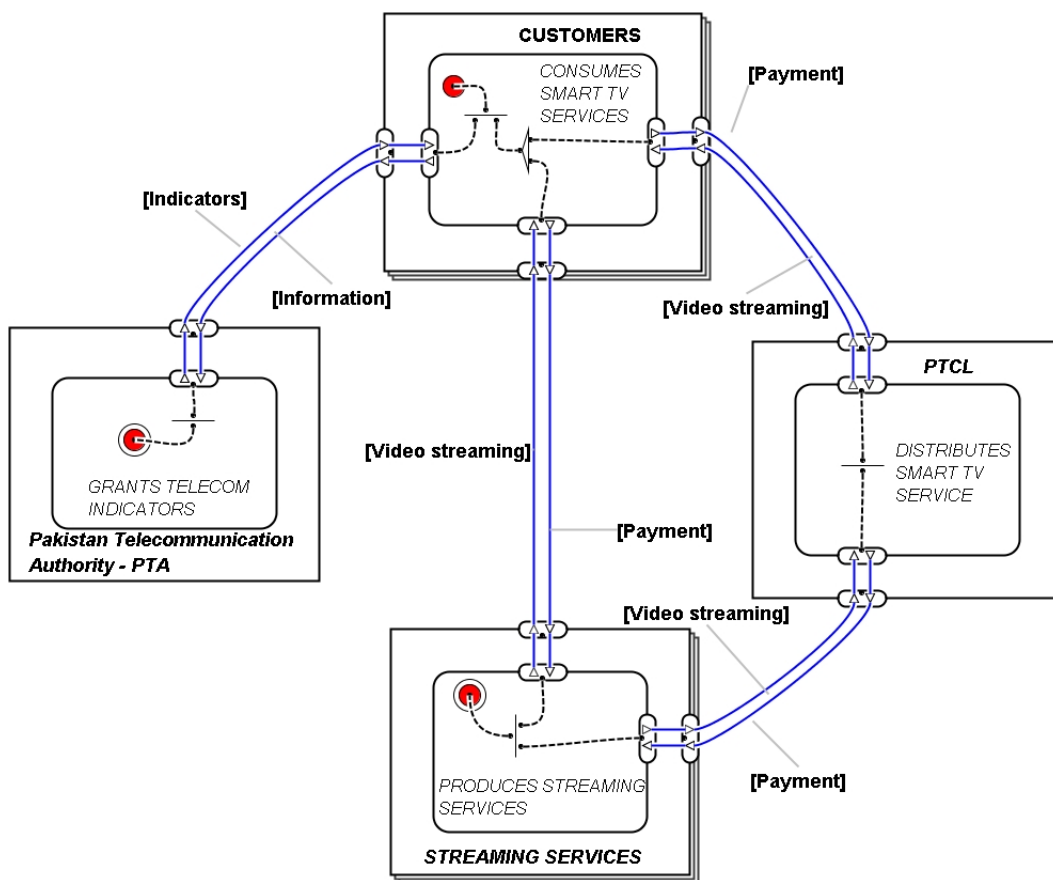 CUSTOMERS
CONSUMES
SMART TV
SERVICES
[Payment]
[Indicators]
[Information]
[Video streaming]
PTCL
DISTRIBUTES
SMART TV
SERVICE
GRANTS TELECOM
INDICATORS
Pakistan Telecommunication
Authority - PTA
[Video streaming]
[Payment]
[Video streaming]
PRODUCES STREAMING
SERVICES
[Payment]
STREAMING SERVICES